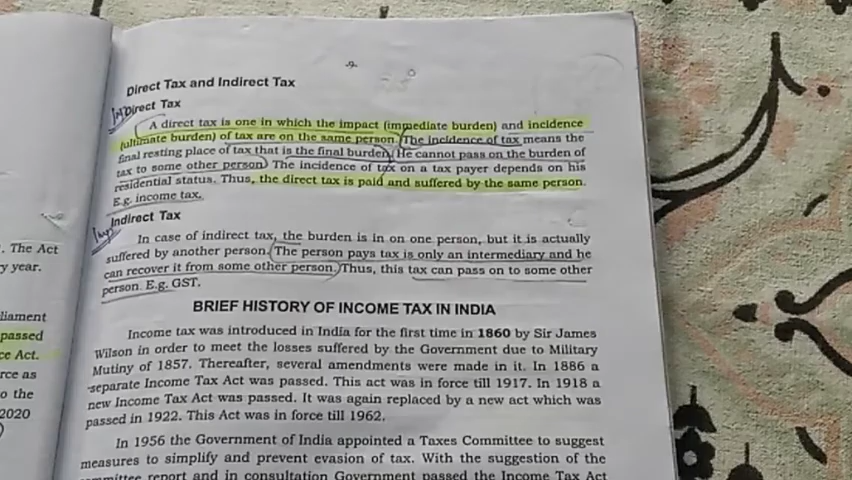 Direct Tax and Indirect Tax
Imp
Direct Tax
A direct tax is one in which the impact (immediate burden) and incidence
(ultimate burden) of tax are on the same person. The incidence of tax means the
final resting place of tax that is the final burden. He cannot pass on the burden of
tax to some other person. The incidence of tax on a tax payer depends on his
residential status. Thus, the direct tax is paid and suffered by the same person.
E.g. income tax.
Imp
Indirect Tax
In case of indirect tax, the burden is in on one person, but it is actually
suffered by another person. The person pays tax is only an intermediary and he
can recover it from some other person. Thus, this tax can pass on to some other
person. E.g. GST.
BRIEF HISTORY OF INCOME TAX IN INDIA
Income tax was introduced in India for the first time in 1860 by Sir James
Wilson in order to meet the losses suffered by the Government due to Military
Mutiny of 1857. Thereafter, several amendments were made in it. In 1886 a
separate Income Tax Act was passed. This act was in force till 1917. In 1918 a
new Income Tax Act was passed. It was again replaced by a new act which was
passed in 1922. This Act was in force till 1962.
In 1956 the Government of India appointed a Taxes Committee to suggest
measures to simplify and prevent evasion of tax. With the suggestion of the
committee report and in consultation Government passed the Income Tax Act
. The Act
y year.
liament
passed
ce Act.
rce as
o the
2020